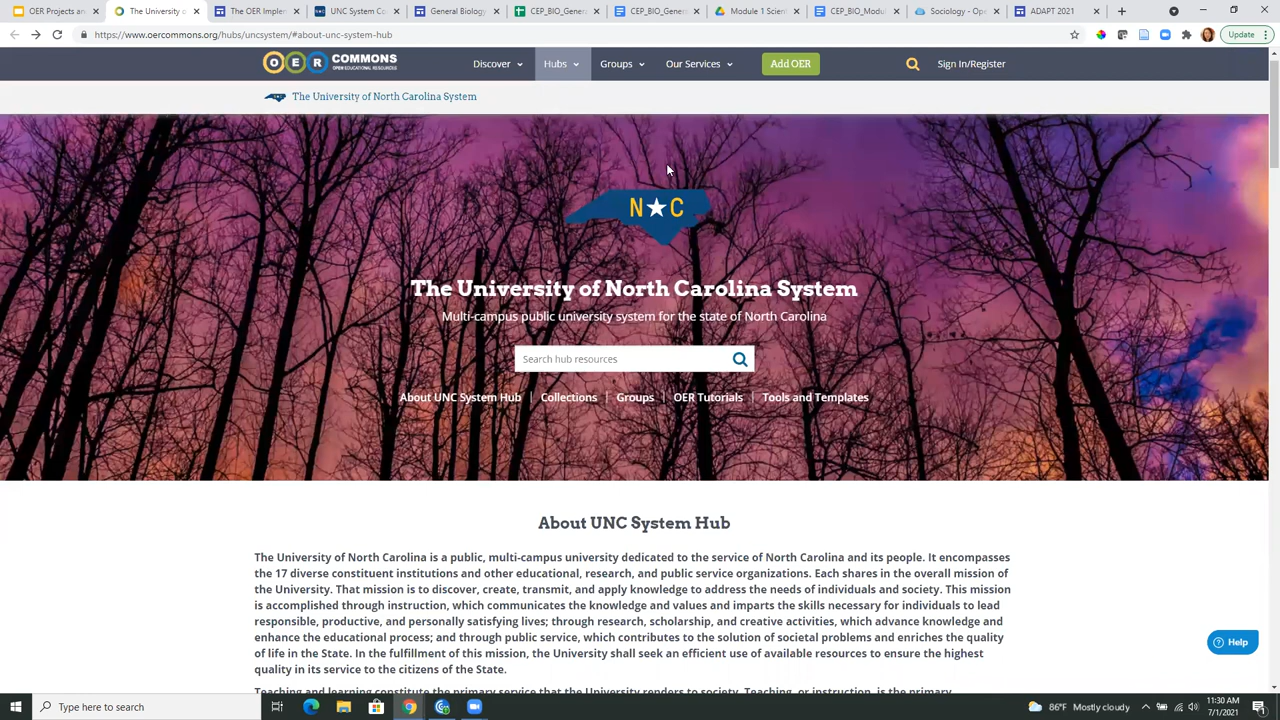 OER Projects and
The University o
The OER Implem
UNC System Co
General Biology
CEP_BIO_Genera
CEP_BIO_Genera
Module 1 Scien
CEP_BIO_Modu
Sociology - Ope
ADAPT 2021
https://www.oercommons.org/hubs/uncsystem/#about-unc-system-hub
Update
OER COMMONS
OPEN EDUCATIONAL RESOURCES
Discover
Hubs
Groups
Our Services
Add OER
Sign In/Register
The University of North Carolina System
N★C
The University of North Carolina System
Multi-campus public university system for the state of North Carolina
Search hub resources
About UNC System Hub | Collections | Groups | OER Tutorials | Tools and Templates
About UNC System Hub
The University of North Carolina is a public, multi-campus university dedicated to the service of North Carolina and its people. It encompasses
the 17 diverse constituent institutions and other educational, research, and public service organizations. Each shares in the overall mission of
the University. That mission is to discover, create, transmit, and apply knowledge to address the needs of individuals and society. This mission
is accomplished through instruction, which communicates the knowledge and values and imparts the skills necessary for individuals to lead
responsible, productive, and personally satisfying lives; through research, scholarship, and creative activities, which advance knowledge and
enhance the educational process; and through public service, which contributes to the solution of societal problems and enriches the quality
of life in the State. In the fulfillment of this mission, the University shall seek an efficient use of available resources to ensure the highest
quality in its service to the citizens of the State.
Teaching and learning constitute the primary service that the University renders to society. Teaching, or instruction, is the primary
Help
Type here to search
86°F Mostly cloudy
11:30 AM
7/1/2021